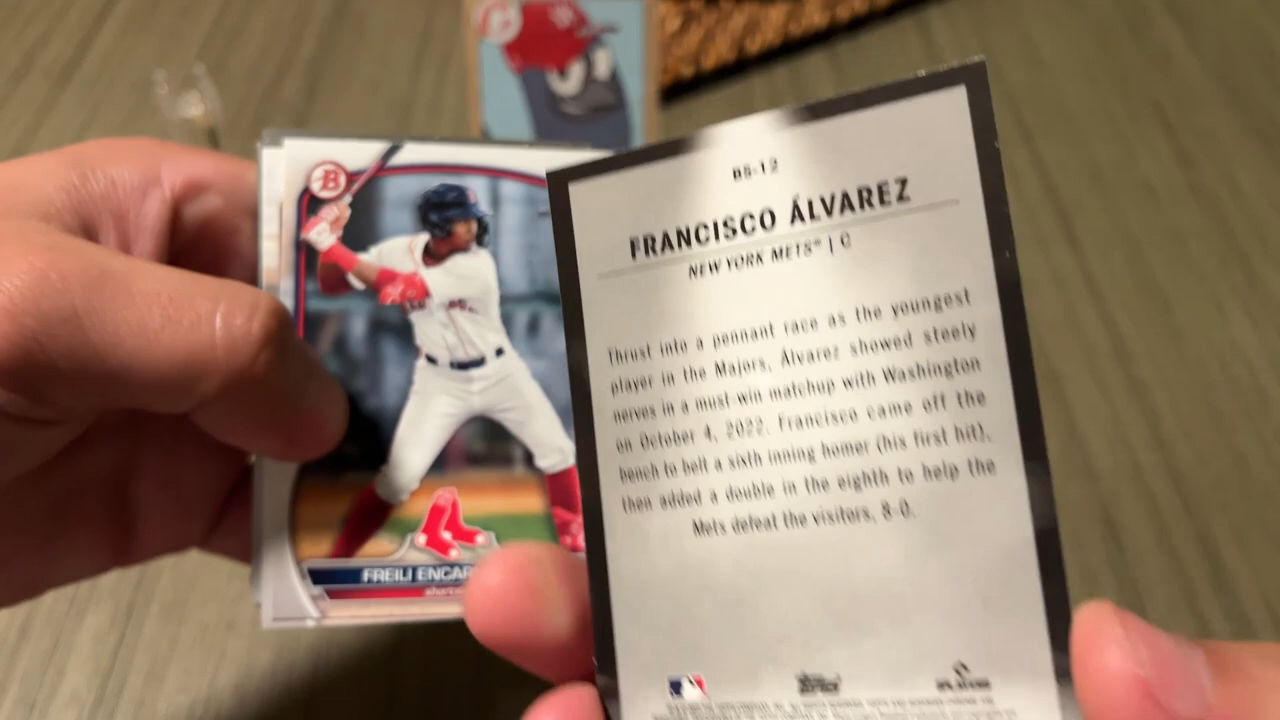 B
FREILI ENCAR
BS-12
FRANCISCO ÁLVAREZ
NEW YORK METS® | C
Thrust into a pennant race as the youngest
player in the Majors, Álvarez showed steely
nerves in a must-win matchup with Washington
on October 4, 2022. Francisco came off the
bench to belt a sixth inning homer (his first hit),
then added a double in the eighth to help the
Mets defeat the visitors, 8-0.